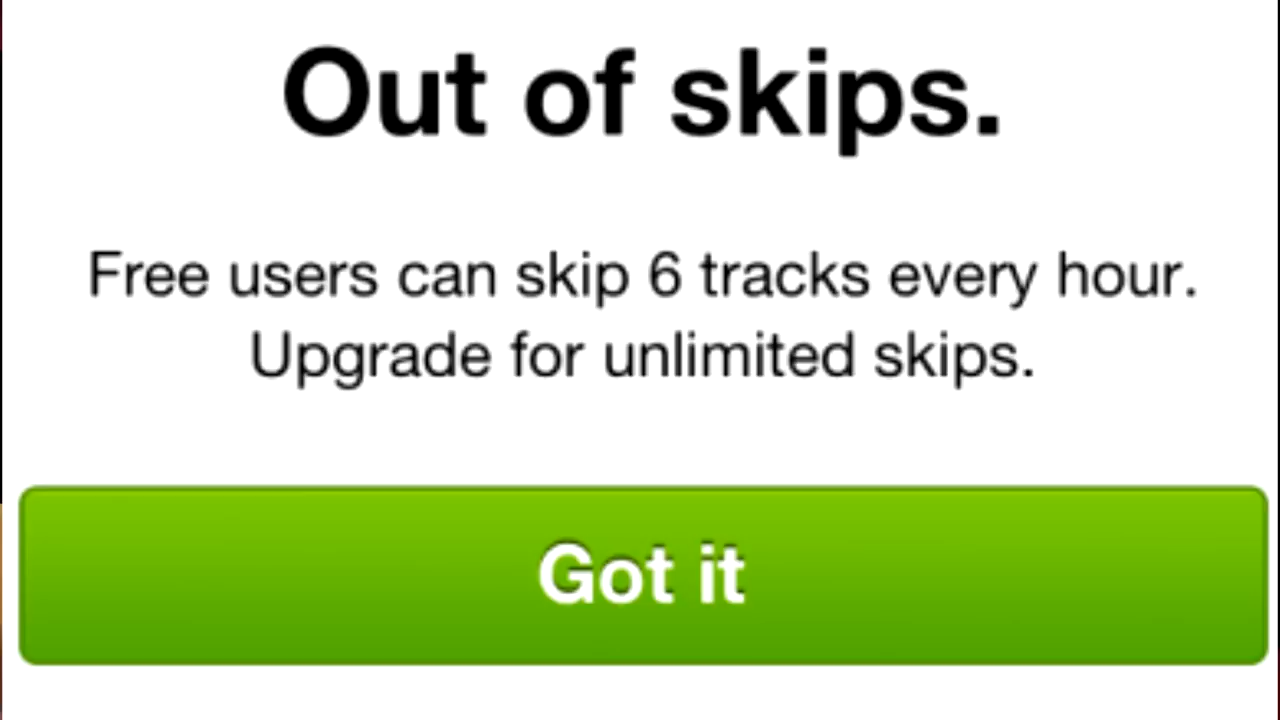 Out of skips.
Free users can skip 6 tracks every hour.
Upgrade for unlimited skips.
Got it